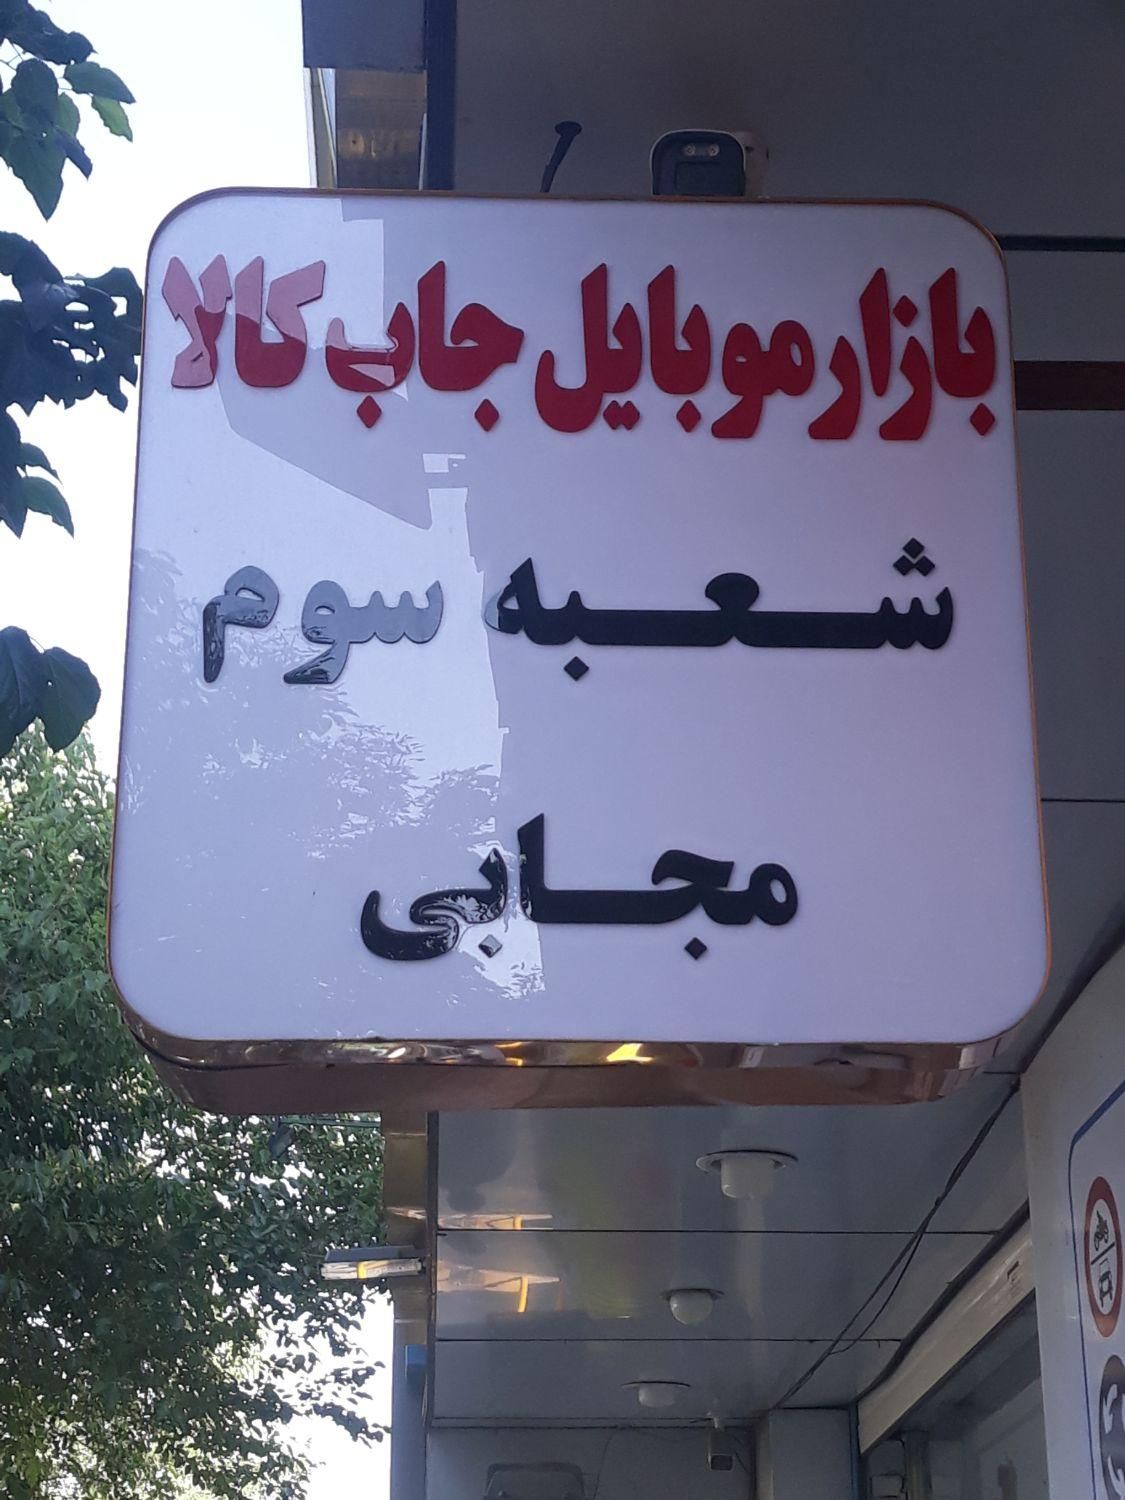 بازار موبایل جاب کالا
شعبه سوم
مجابی